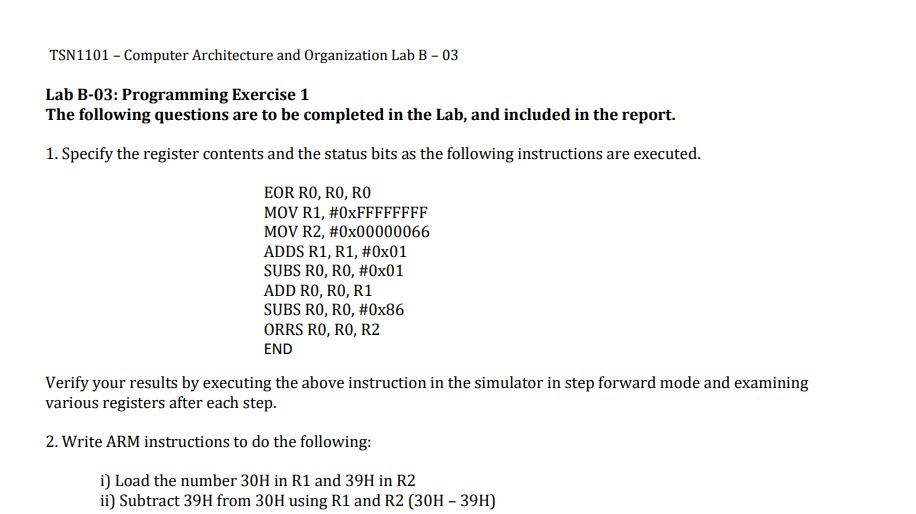 TSN1101 – Computer Architecture and Organization Lab B – 03
Lab B-03: Programming Exercise 1
The following questions are to be completed in the Lab, and included in the report.
1. Specify the register contents and the status bits as the following instructions are executed.
EOR R0, R0, R0
MOV R1, #0xFFFFFFFF
MOV R2, #0x00000066
ADDS R1, R1, #0x01
SUBS R0, R0, #0x01
ADD R0, R0, R1
SUBS R0, R0, #0x86
ORRS R0, R0, R2
END
Verify your results by executing the above instruction in the simulator in step forward mode and examining
various registers after each step.
2. Write ARM instructions to do the following:
i) Load the number 30H in R1 and 39H in R2
ii) Subtract 39H from 30H using R1 and R2 (30H – 39H)